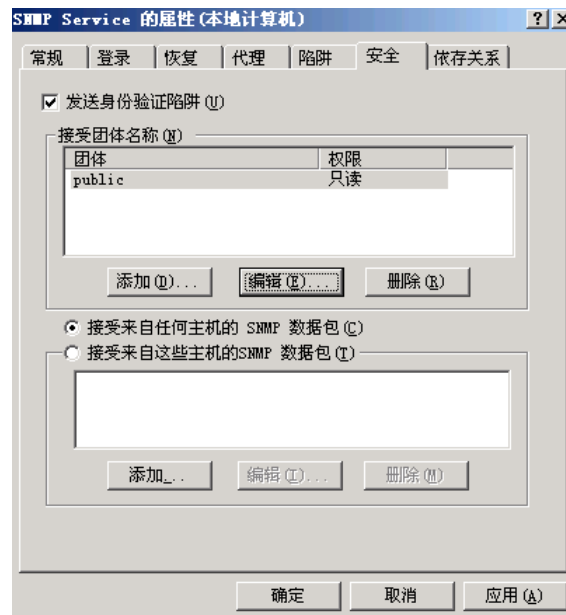 SNMP Service 的属性(本地计算机)
常规 登录 恢复 代理 陷阱 安全 依存关系
发送身份验证陷阱(U)
接受团体名称(N)
团体 权限
public 只读
添加(D)... 编辑(E)... 删除(R)
接受来自任何主机的 SNMP 数据包(C)
接受来自这些主机的SNMP 数据包(T)
添加... 编辑(I)... 删除(M)
确定 取消 应用(A)